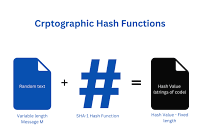 Crptographic Hash Functions
Random text
+
#
=
Hash Value
(strings of code)
Variable length
Message M
SHA-1 Hash Function
Hash Value - Fixed
length